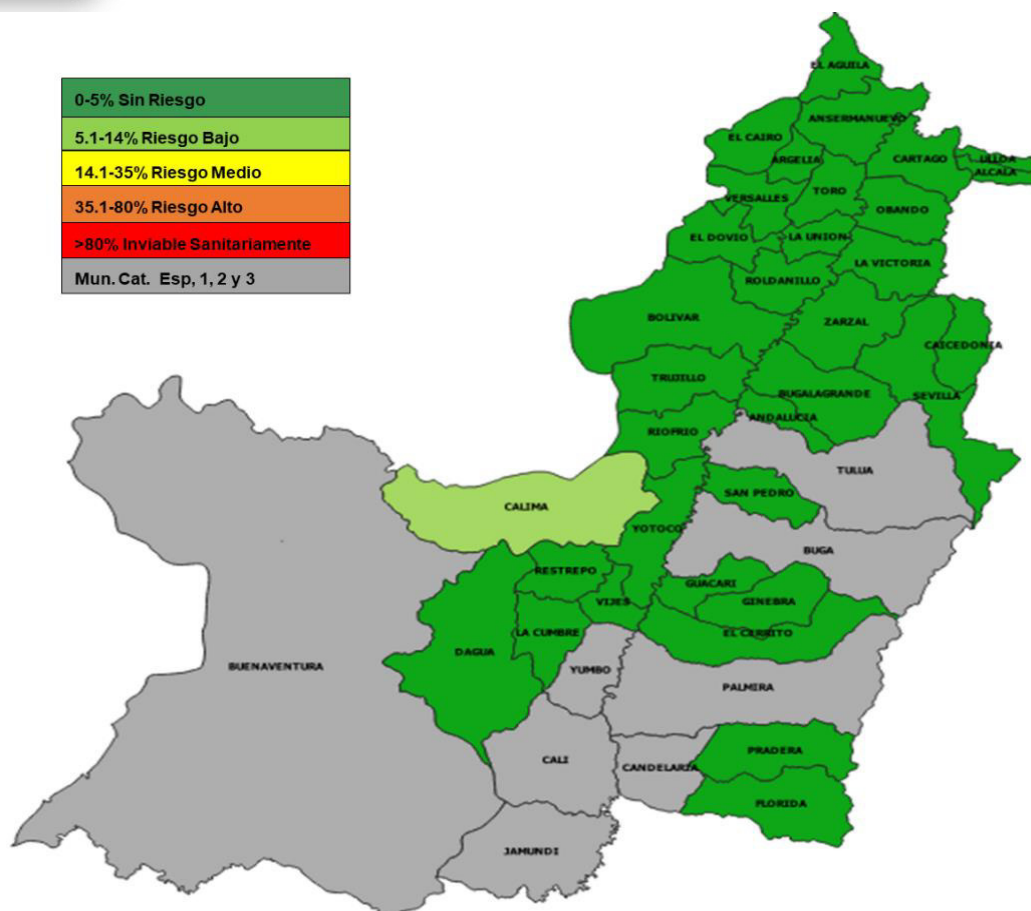 0-5% Sin Riesgo
5.1-14% Riesgo Bajo
14.1-35% Riesgo Medio
35.1-80% Riesgo Alto
>80% Inviable Sanitariamente
Mun. Cat. Esp, 1, 2 y 3
EL AGUILA
ANSERMANUEVO
EL CAIRO
ARGELIA
CARTAGO
ULLOA
ALCALA
VERSALLES
TORO
OBANDO
EL DOVIO
LA UNION
LA VICTORIA
ROLDANILLO
BOLIVAR
ZARZAL
CAICEDONIA
TRUJILLO
BUGALAGRANDE
SEVILLA
ANDALUCIA
RIOFRIO
TULUA
SAN PEDRO
CALIMA
YOTOCO
BUGA
RESTREPO
GUACARI
VIJES
GINEBRA
LA CUMBRE
EL CERRITO
DAGUA
BUENAVENTURA
YUMBO
PALMIRA
PRADERA
CALI
CANDELARIA
FLORIDA
JAMUNDI